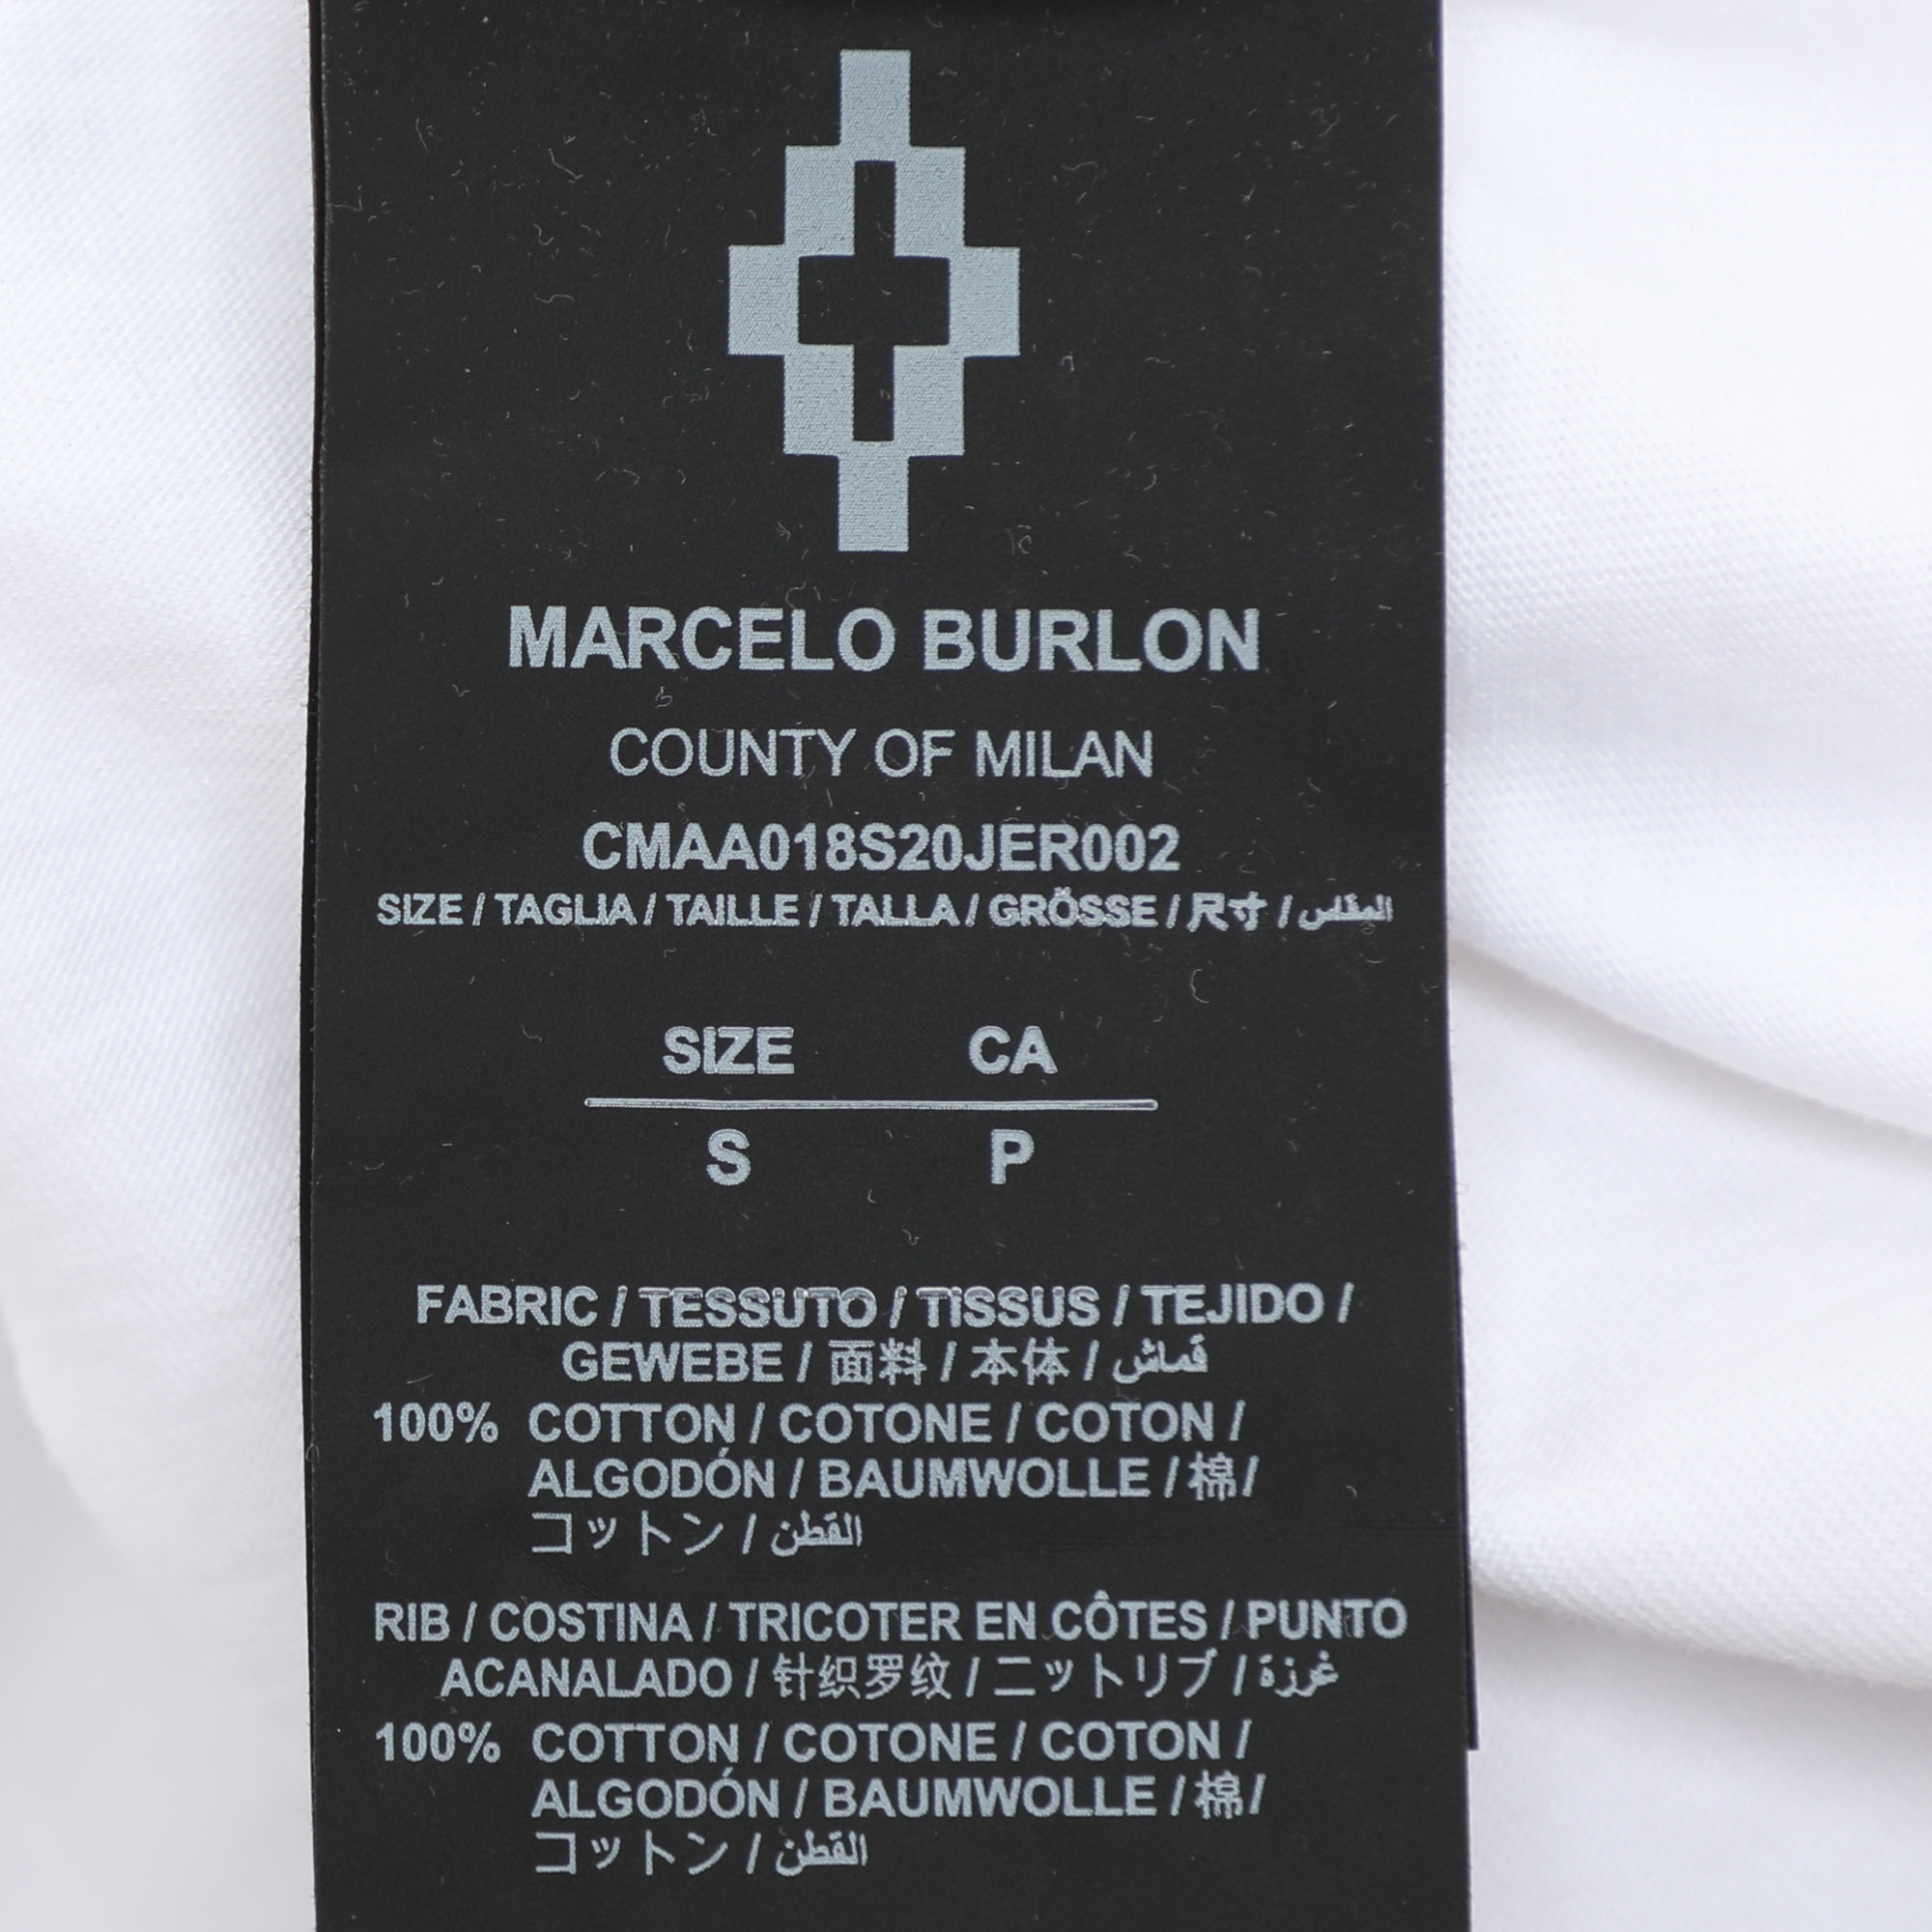 MARCELO BURLON
COUNTY OF MILAN
CMAA018S20JER002
SIZE / TAGLIA / TAILLE / TALLA / GRÖSSE / 尺寸 / المقاس
SIZE CA
S P
FABRIC / TESSUTO / TISSUS / TEJIDO /
GEWEBE / 面料 / 本体 / قماش
100% COTTON / COTONE / COTON /
ALGODÓN / BAUMWOLLE / 棉 /
コットン / القطن
RIB / COSTINA / TRICOTER EN CÔTES / PUNTO
ACANALADO / 针织罗纹 / ニットリブ / غرزة
100% COTTON / COTONE / COTON /
ALGODÓN / BAUMWOLLE / 棉 /
コットン / القطن